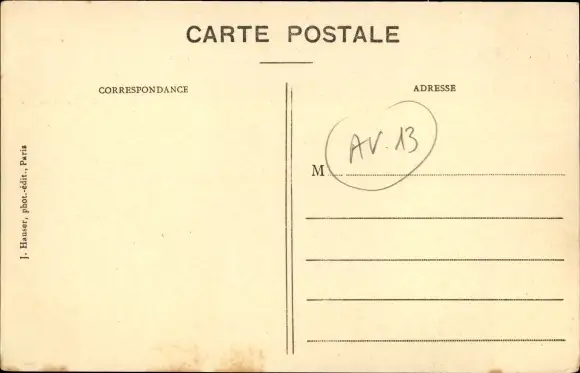 CARTE POSTALE
CORRESPONDANCE
ADRESSE
AV. 13
M
J. Hauser, phot.-édit., Paris